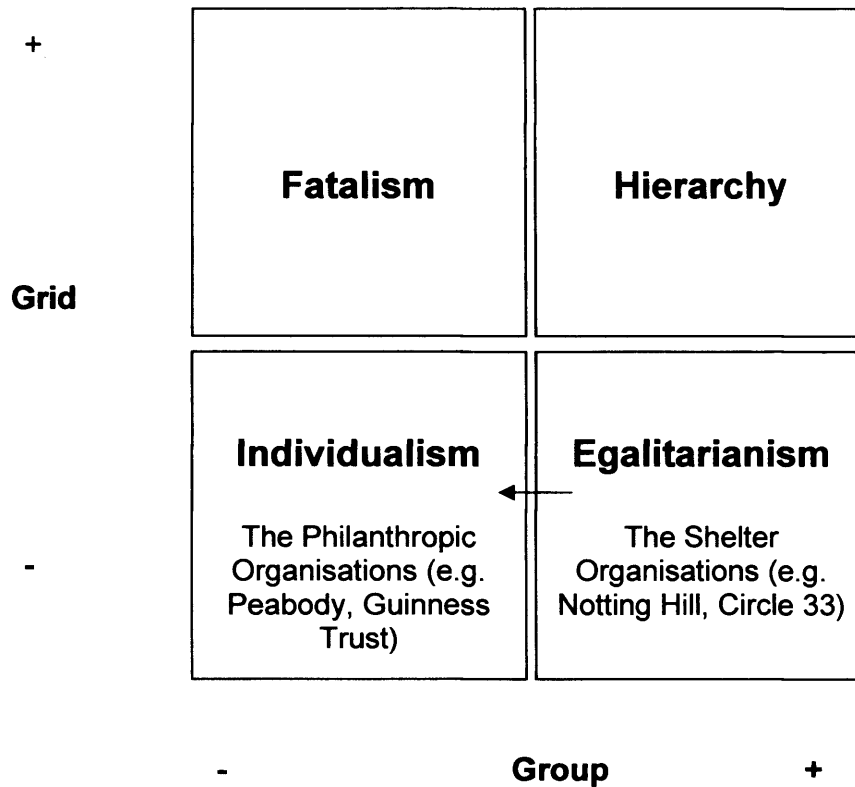 +
Fatalism
Hierarchy
Grid
Individualism
Egalitarianism
The Philanthropic
Organisations (e.g.
Peabody, Guinness
Trust)
The Shelter
Organisations (e.g.
Notting Hill, Circle 33)
-
-
Group
+